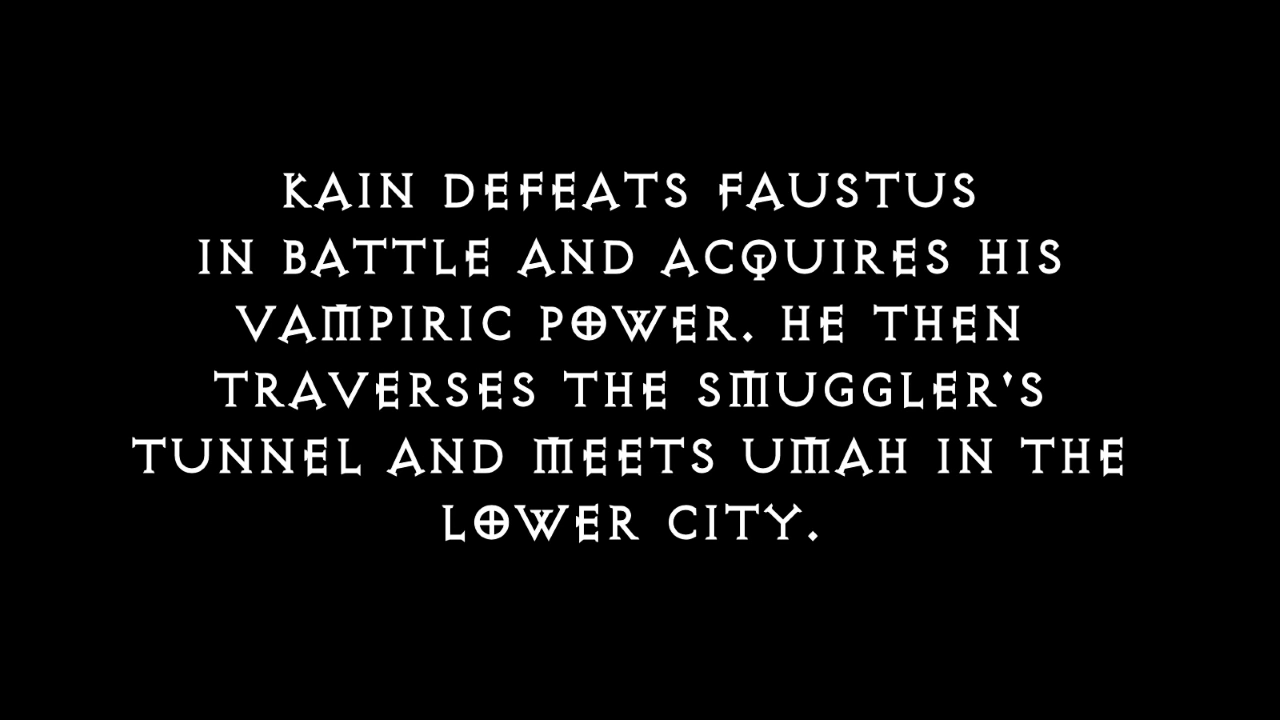 KAIN DEFEATS FAUSTUS
IN BATTLE AND ACQUIRES HIS
VAMPIRIC POWER. HE THEN
TRAVERSES THE SMUGGLER'S
TUNNEL AND MEETS UMAH IN THE
LOWER CITY.